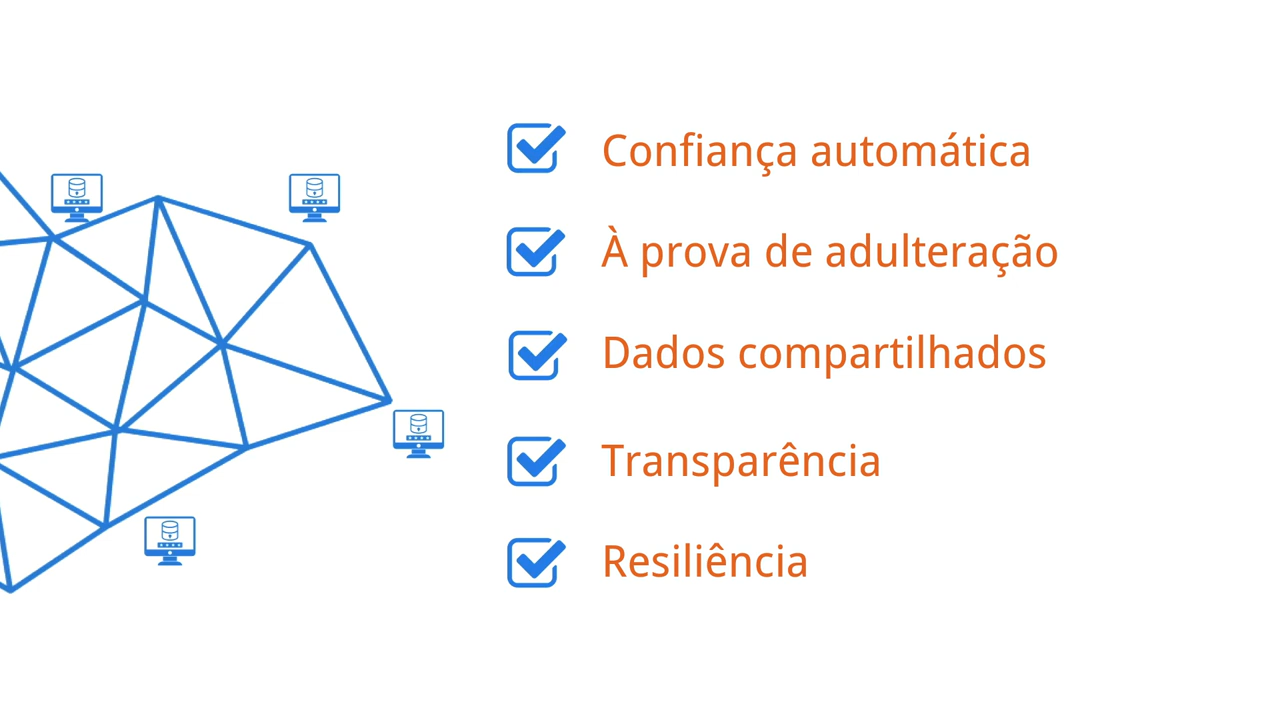 Confiança automática
À prova de adulteração
Dados compartilhados
Transparência
Resiliência